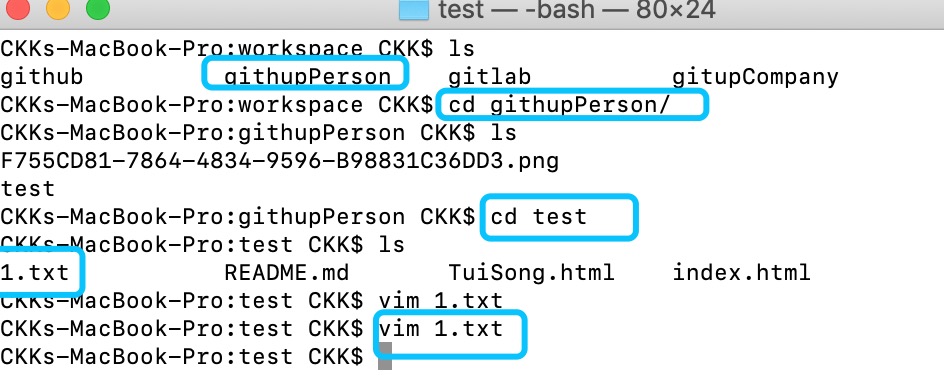 test — -bash — 80×24
CKKs-MacBook-Pro:workspace CKK$ ls
github githupPerson gitlab gitupCompany
CKKs-MacBook-Pro:workspace CKK$ cd githupPerson/
CKKs-MacBook-Pro:githupPerson CKK$ ls
F755CD81-7864-4834-9596-B98831C36DD3.png
test
CKKs-MacBook-Pro:githupPerson CKK$ cd test
CKKs-MacBook-Pro:test CKK$ ls
1.txt README.md TuiSong.html index.html
CKKs-MacBook-Pro:test CKK$ vim 1.txt
CKKs-MacBook-Pro:test CKK$ vim 1.txt
CKKs-MacBook-Pro:test CKK$